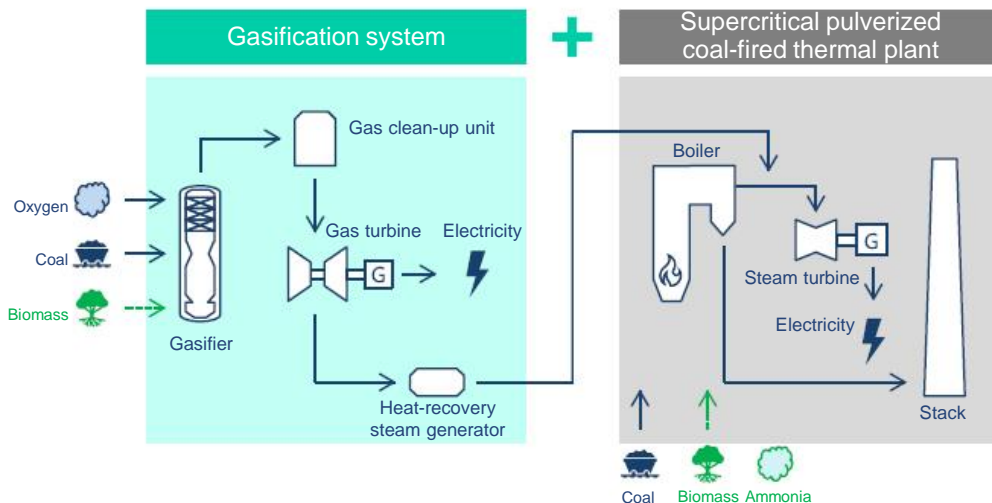 Gasification system
Supercritical pulverized
coal-fired thermal plant
Gas clean-up unit
Boiler
Oxygen
Gas turbine
Electricity
G
G
Coal
Steam turbine
Biomass
Gasifier
Electricity
Heat-recovery
steam generator
Stack
Coal
Biomass
Ammonia